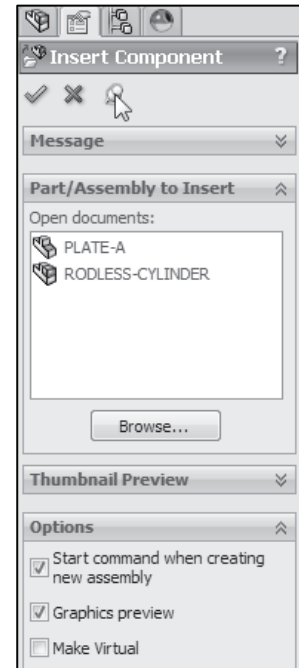 Insert Component ?
Message
Part/Assembly to Insert
Open documents:
PLATE-A
RODLESS-CYLINDER
Browse...
Thumbnail Preview
Options
Start command when creating
new assembly
Graphics preview
Make Virtual